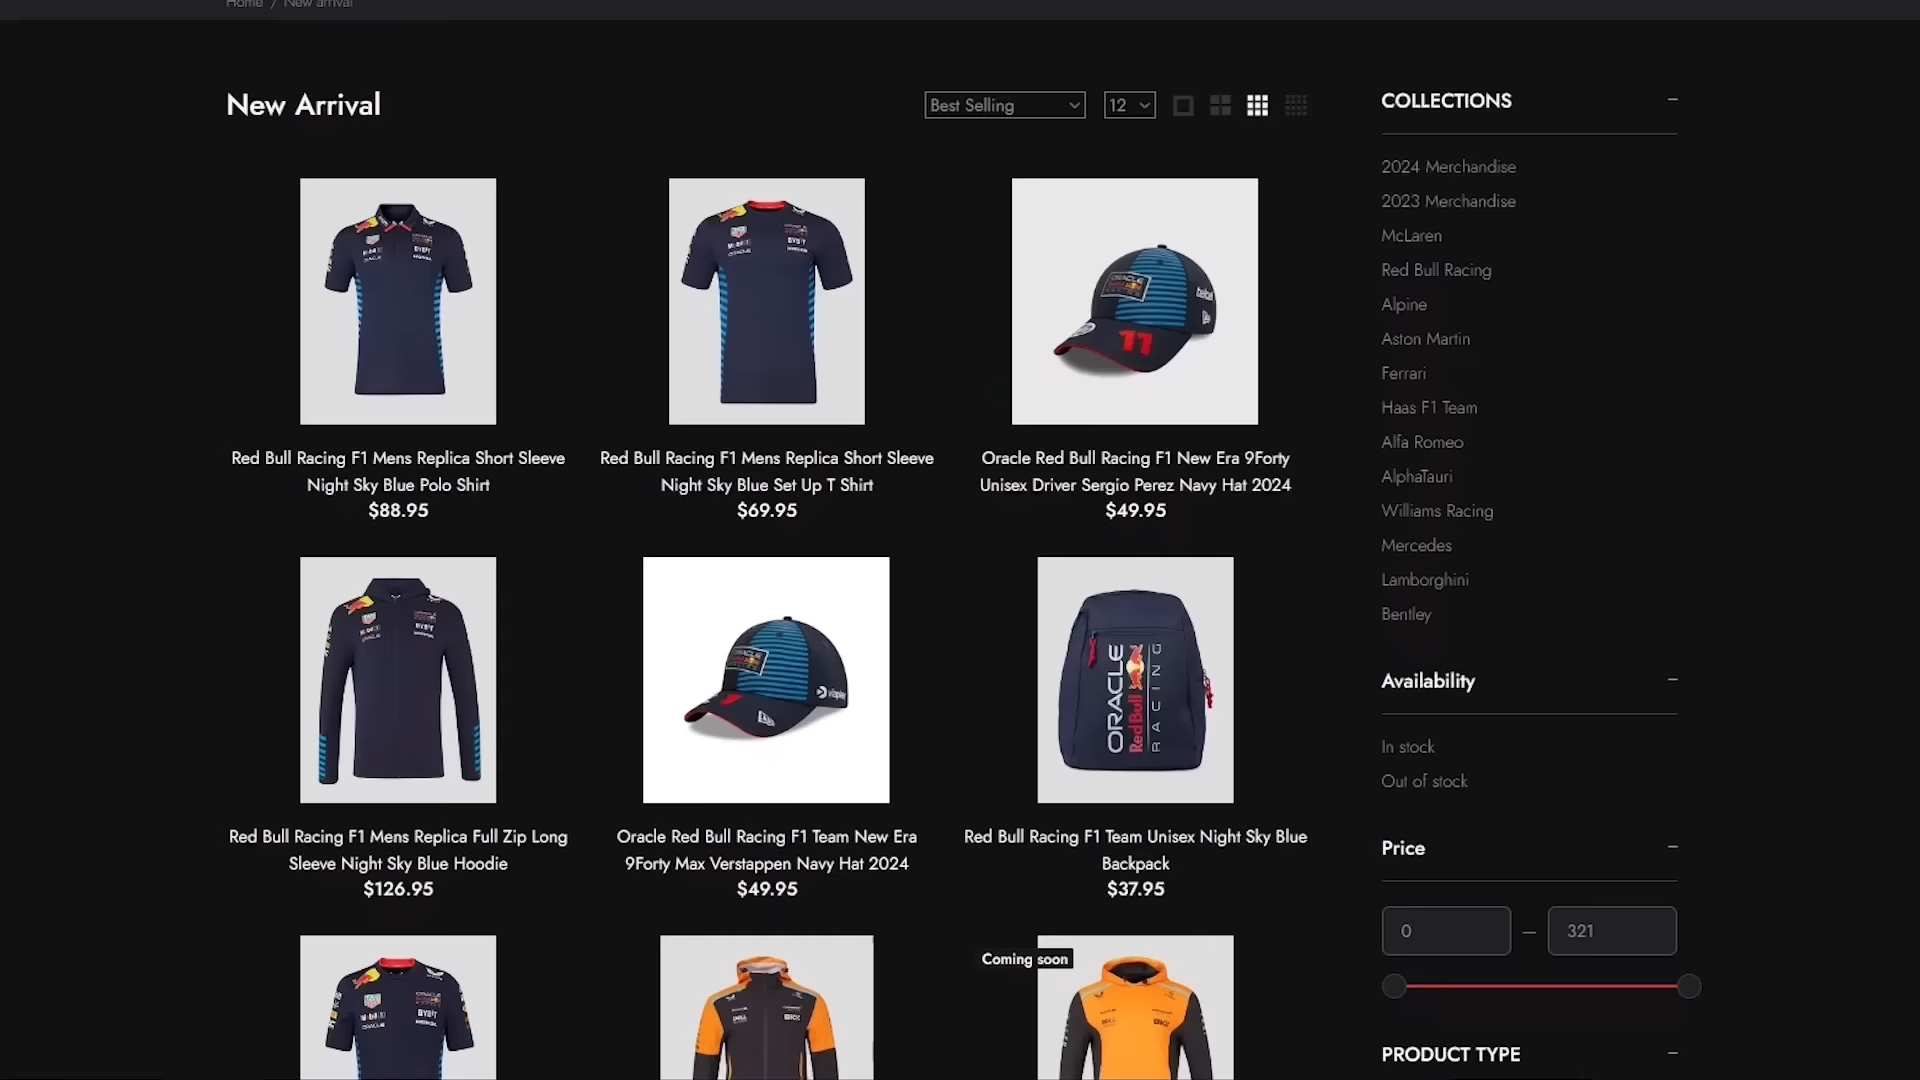 Home / New arrival
New Arrival
Best Selling
12
COLLECTIONS
2024 Merchandise
2023 Merchandise
McLaren
Red Bull Racing
Alpine
Aston Martin
Ferrari
Haas F1 Team
Alfa Romeo
AlphaTauri
Williams Racing
Mercedes
Lamborghini
Bentley
Availability
In stock
Out of stock
Price
0 — 321
PRODUCT TYPE
ORACLE
11
Red Bull Racing F1 Mens Replica Short Sleeve
Night Sky Blue Polo Shirt
$88.95
Red Bull Racing F1 Mens Replica Short Sleeve
Night Sky Blue Set Up T Shirt
$69.95
Oracle Red Bull Racing F1 New Era 9Forty
Unisex Driver Sergio Perez Navy Hat 2024
$49.95
ORACLE
Red Bull
RACING
Red Bull Racing F1 Mens Replica Full Zip Long
Sleeve Night Sky Blue Hoodie
$126.95
Oracle Red Bull Racing F1 Team New Era
9Forty Max Verstappen Navy Hat 2024
$49.95
Red Bull Racing F1 Team Unisex Night Sky Blue
Backpack
$37.95
Coming soon